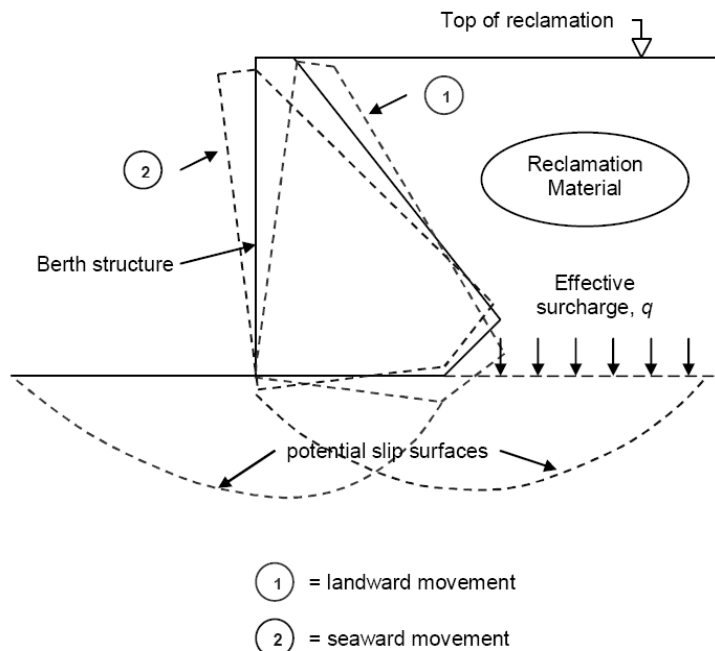 Top of reclamation
1
2
Reclamation
Material
Berth structure
Effective
surcharge, q
potential slip surfaces
1 = landward movement
2 = seaward movement